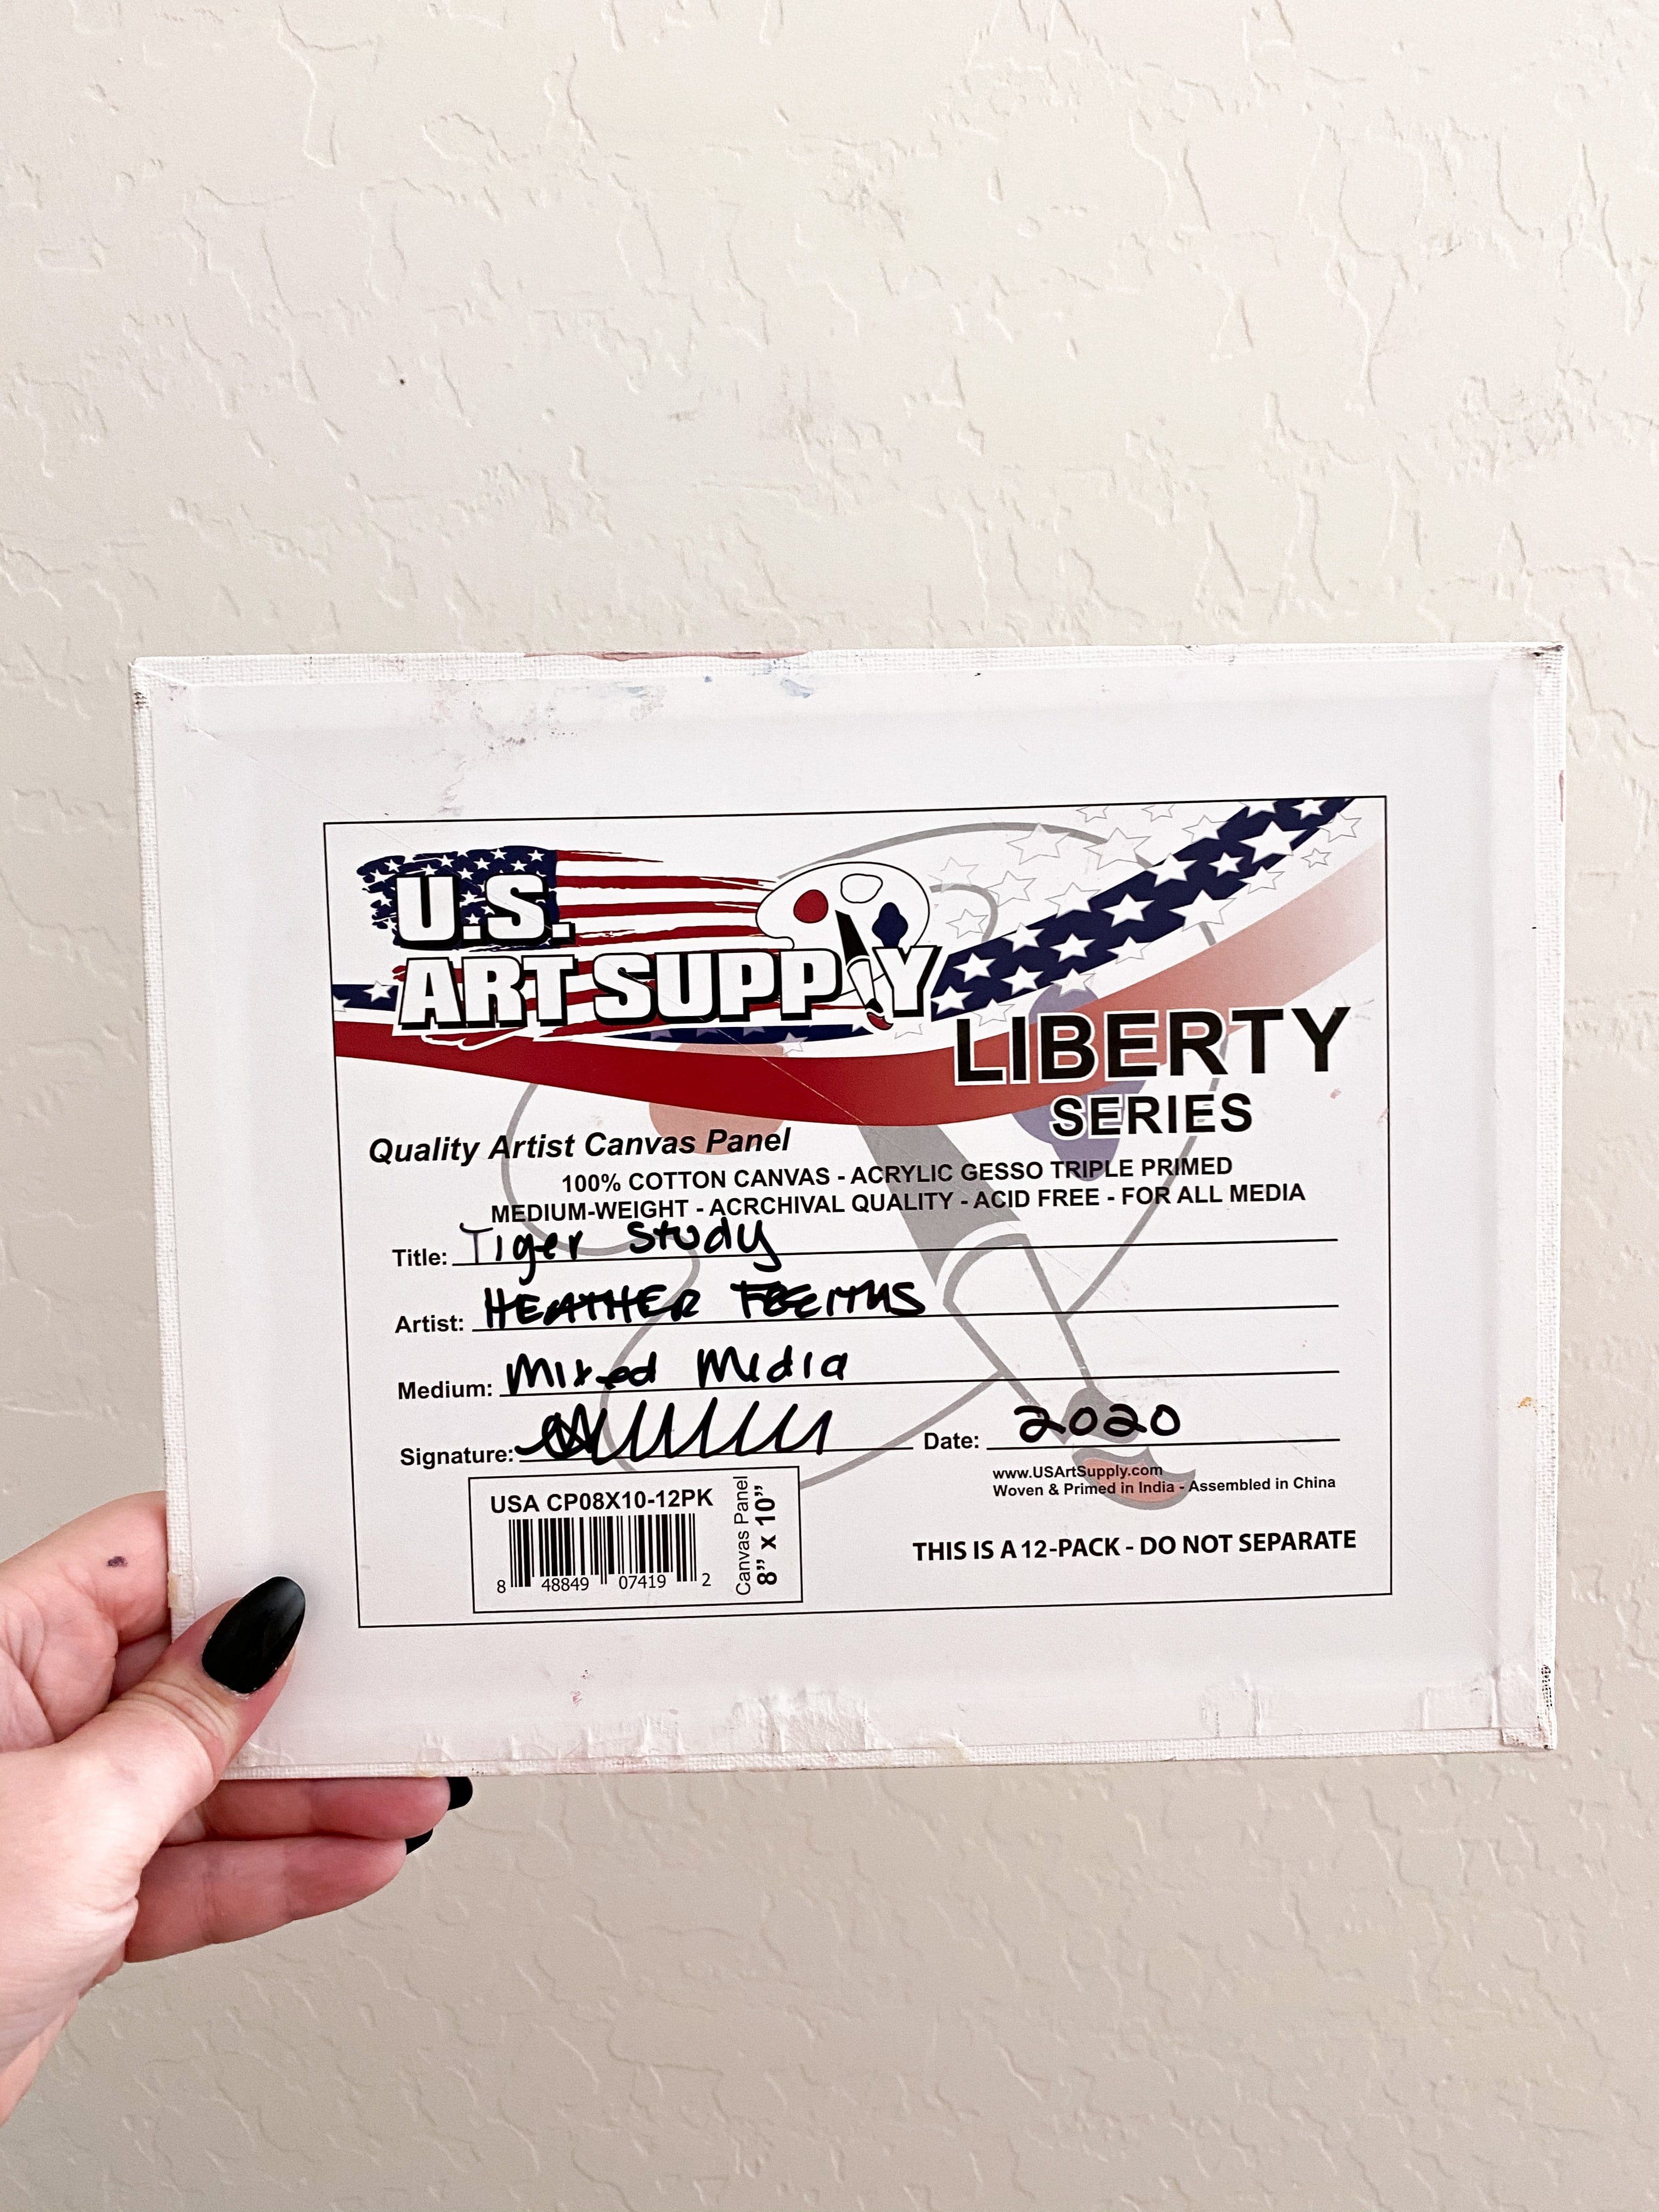 U.S.
ART SUPPLY
LIBERTY
SERIES
Quality Artist Canvas Panel
100% COTTON CANVAS - ACRYLIC GESSO TRIPLE PRIMED
MEDIUM-WEIGHT - ACRCHIVAL QUALITY - ACID FREE - FOR ALL MEDIA
Title: Tiger Study
Artist: HEATHER
Medium: Mixed Media
Signature:
Date: 2020
www.USArtSupply.com
Woven & Primed in India - Assembled in China
USA CP08X10-12PK
8 48849 07419 2
Canvas Panel
8” x 10”
THIS IS A 12-PACK - DO NOT SEPARATE